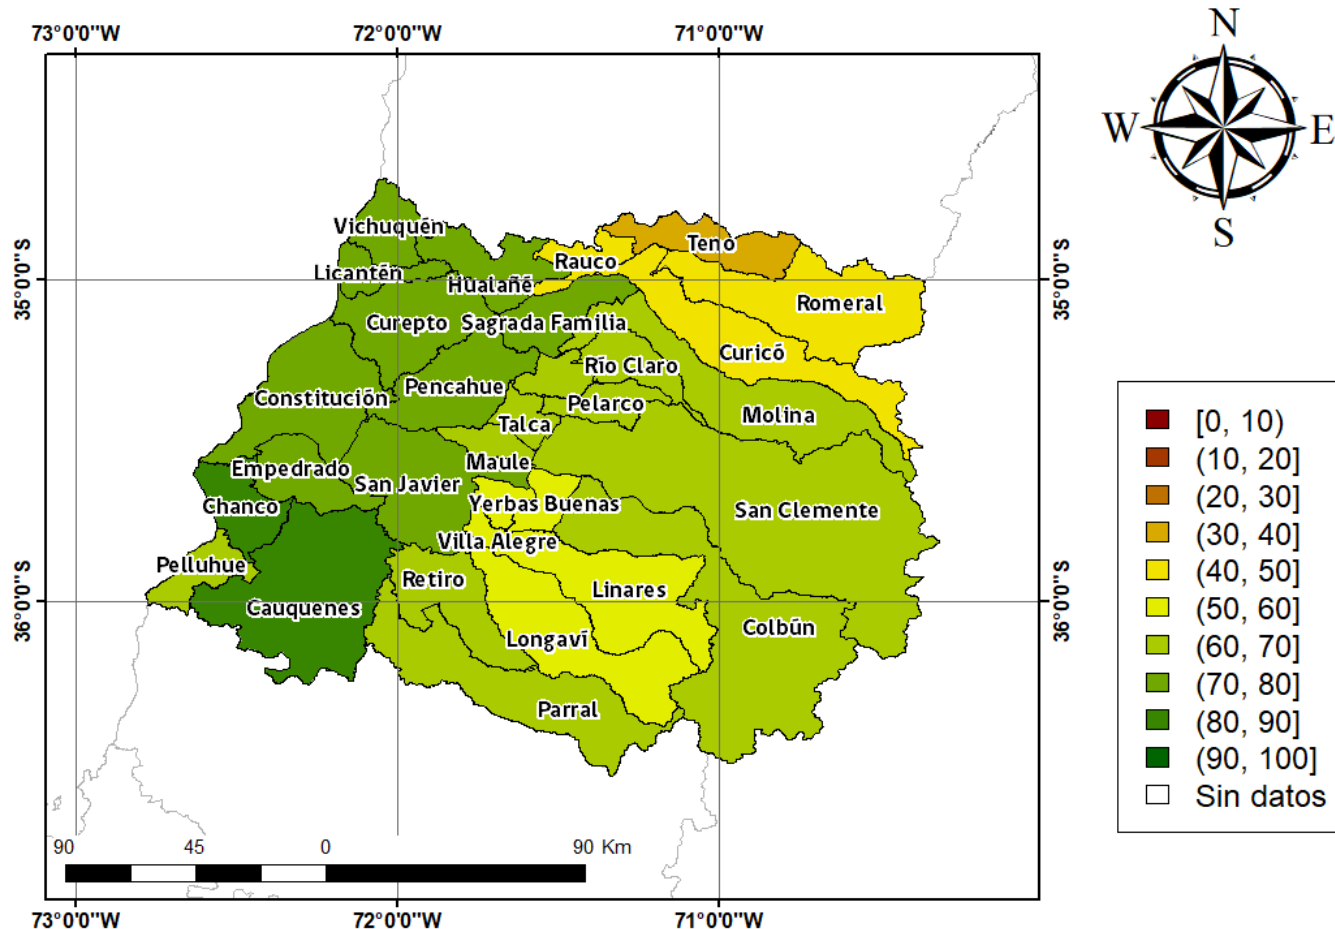 73°0'0"W 72°0'0"W 71°0'0"W
N
W E
S
35°0'0"S 35°0'0"S
36°0'0"S 36°0'0"S
Vichuquén
Teno
Rauco
Licantén
Hualañé
Romeral
Curepto
Sagrada Familia
Curicó
Río Claro
Pencahue
Constitución
Pelarco
Molina
Talca
Maule
Empedrado
San Javier
Yerbas Buenas
Chanco
San Clemente
Villa Alegre
Pelluhue
Retiro
Linares
Cauquenes
Colbún
Longaví
Parral
90 45 0 90 Km
73°0'0"W 72°0'0"W 71°0'0"W
[0, 10)
(10, 20]
(20, 30]
(30, 40]
(40, 50]
(50, 60]
(60, 70]
(70, 80]
(80, 90]
(90, 100]
Sin datos